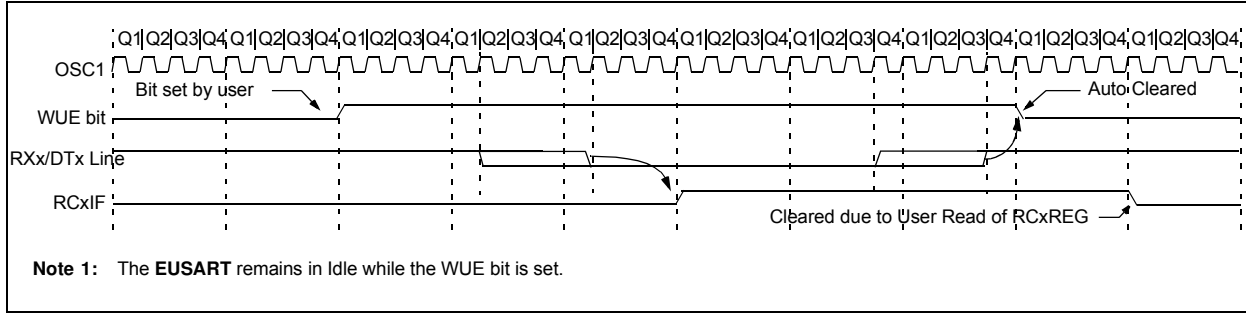 Q1 Q2 Q3 Q4 Q1 Q2 Q3 Q4 Q1 Q2 Q3 Q4 Q1 Q2 Q3 Q4 Q1 Q2 Q3 Q4 Q1 Q2 Q3 Q4 Q1 Q2 Q3 Q4 Q1 Q2 Q3 Q4 Q1 Q2 Q3 Q4 Q1 Q2 Q3 Q4
OSC1
Bit set by user
Auto Cleared
WUE bit
RXx/DTx Line
RCxIF
Cleared due to User Read of RCxREG
Note 1: The EUSART remains in Idle while the WUE bit is set.